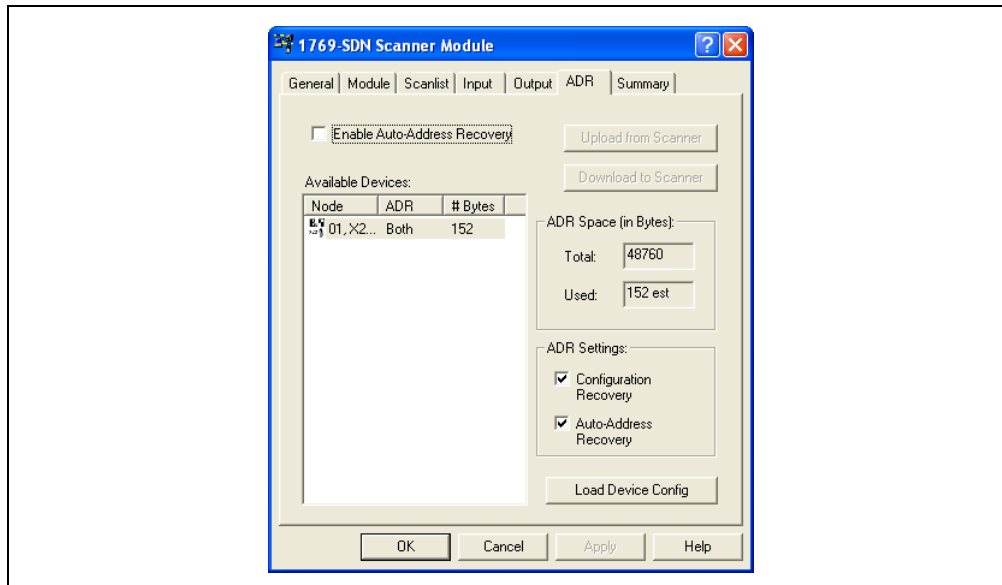 1769-SDN Scanner Module
General Module Scanlist Input Output ADR Summary
Enable Auto-Address Recovery
Upload from Scanner
Download to Scanner
Available Devices:
Node ADR # Bytes
01, X2... Both 152
ADR Space (in Bytes):
Total: 48760
Used: 152 est
ADR Settings:
Configuration
Recovery
Auto-Address
Recovery
Load Device Config
OK Cancel Apply Help